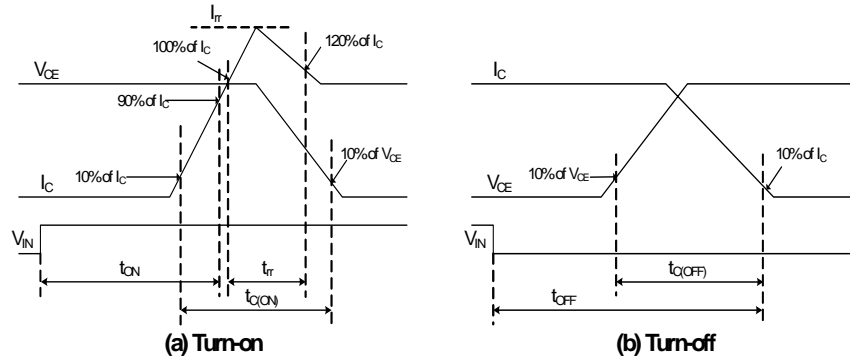 Irr
100% of IC
120% of IC
VCE
90% of IC
10% of IC
10% of VCE
IC
VIN
tON
trr
tC(ON)
(a) Turn-on
IC
10% of VCE
10% of IC
VCE
VIN
tC(OFF)
tOFF
(b) Turn-off